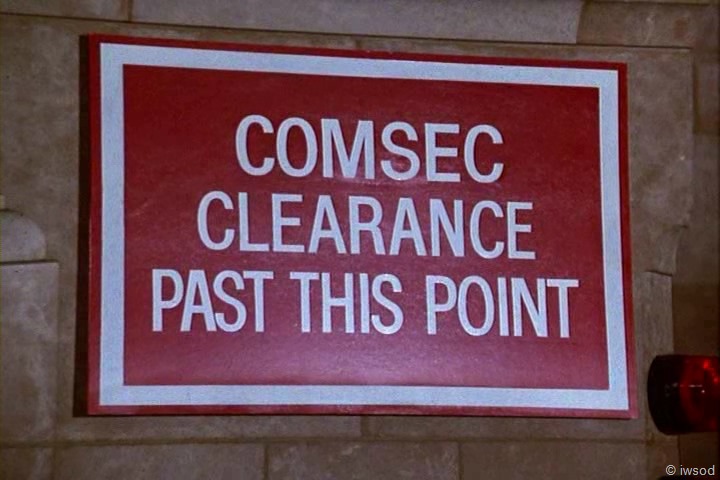 COMSEC
CLEARANCE
PAST THIS POINT
© iwsod